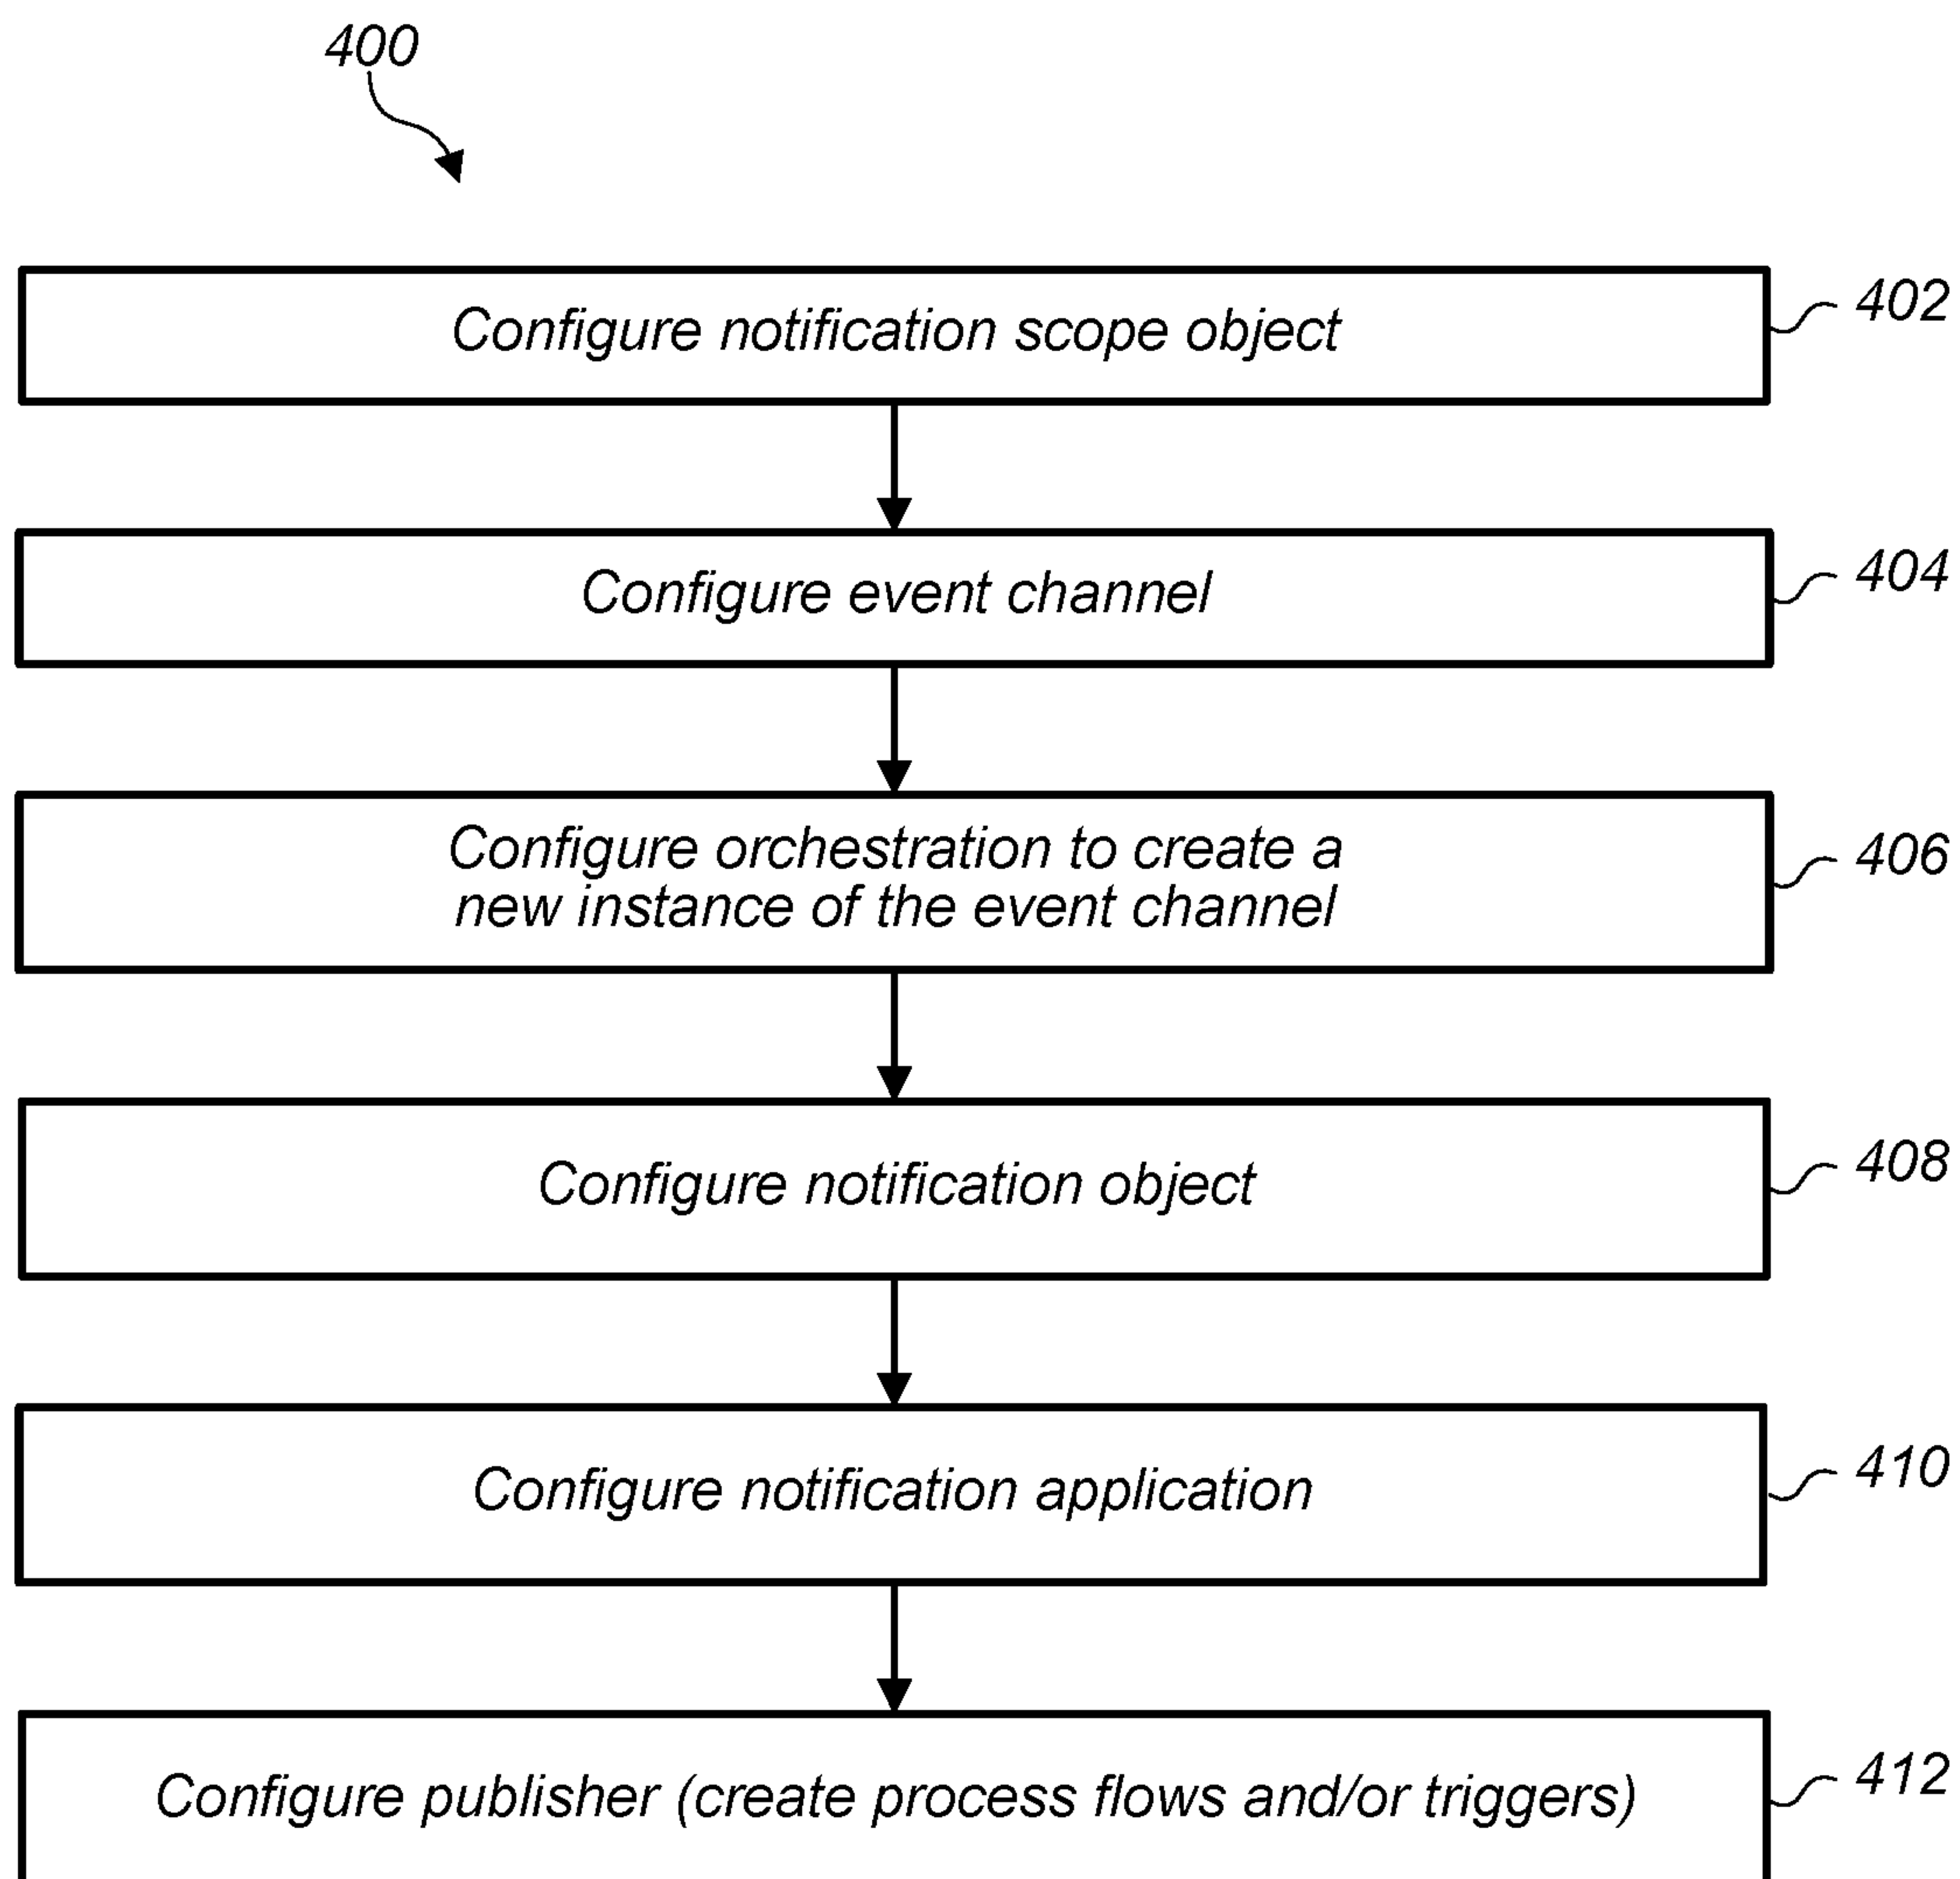 400
Configure notification scope object
402
Configure event channel
404
Configure orchestration to create a
new instance of the event channel
406
Configure notification object
408
Configure notification application
410
Configure publisher (create process flows and/or triggers)
412